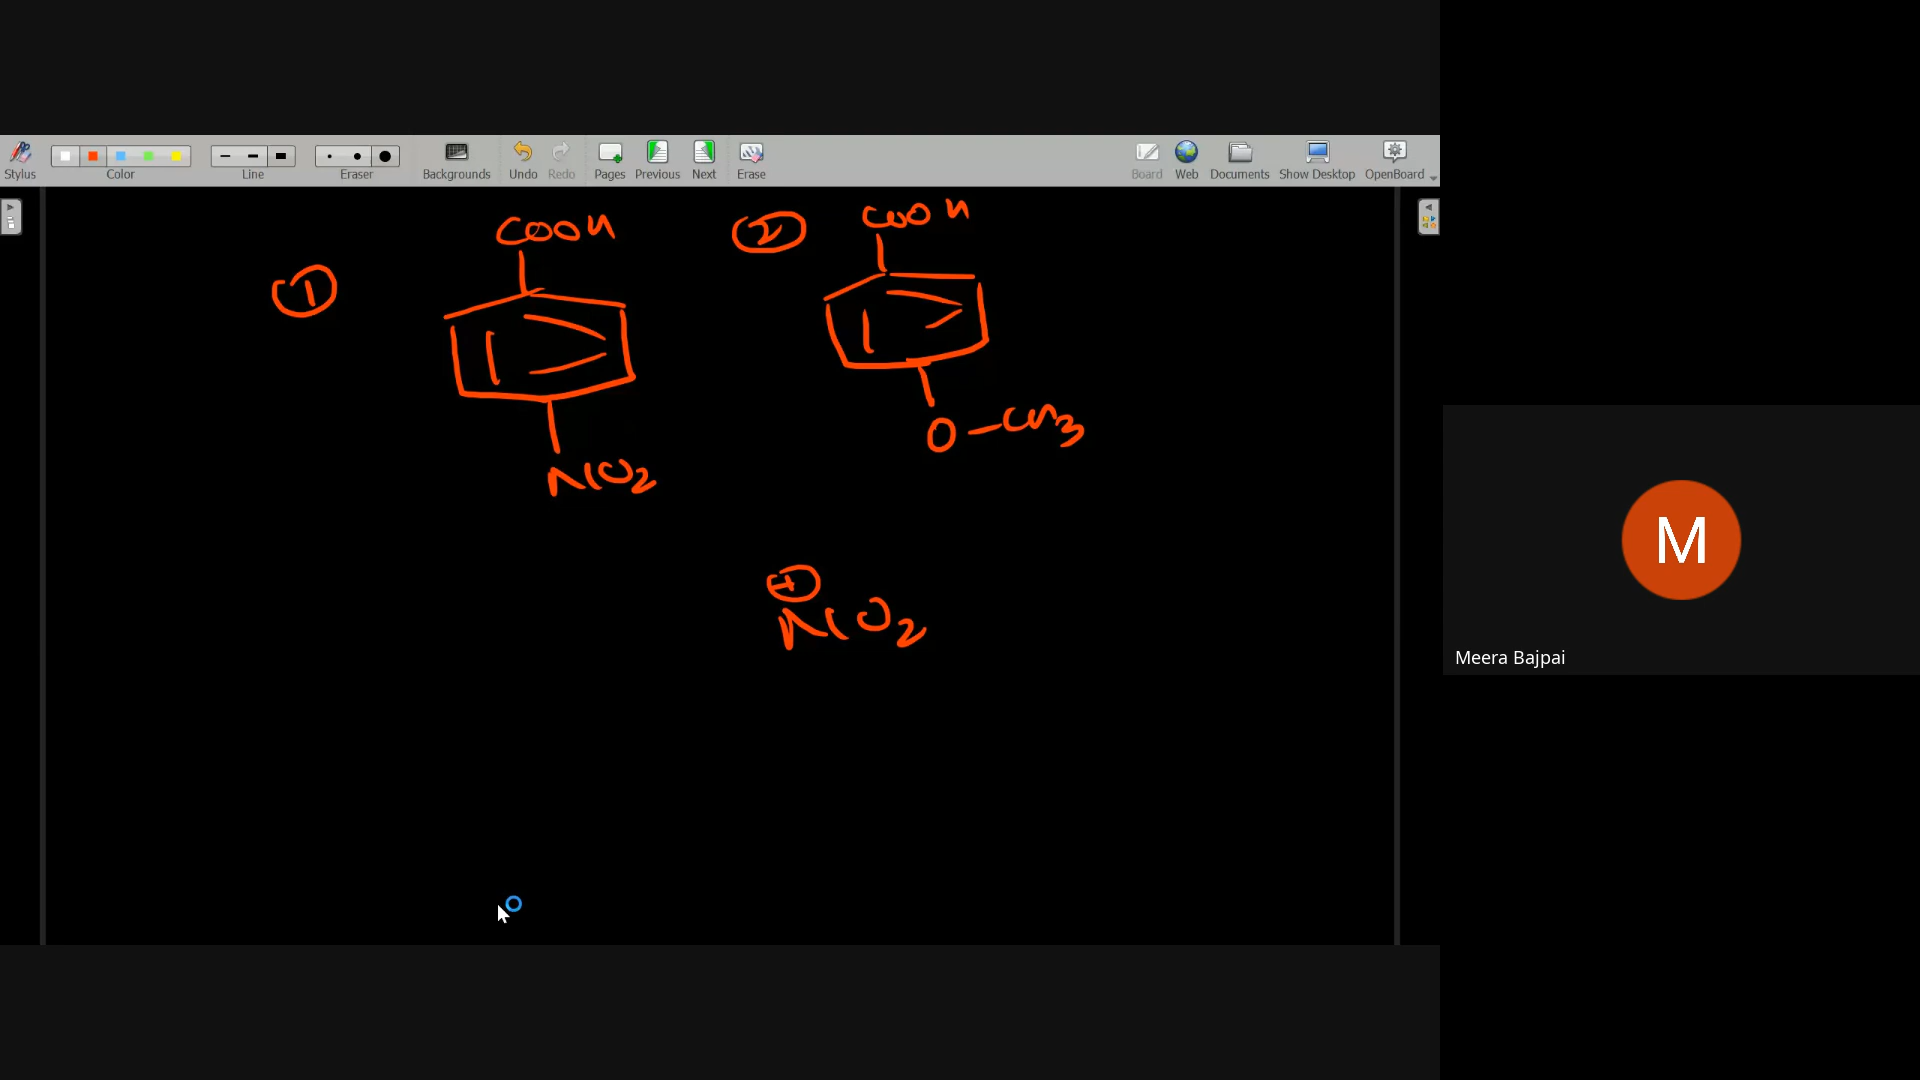 Stylus Color Line Eraser Backgrounds Undo Redo Pages Previous Next Erase Board Web Documents Show Desktop OpenBoard
① COOH
NO2
② COOH
O-CH3
⊕
NO2
M
Meera Bajpai